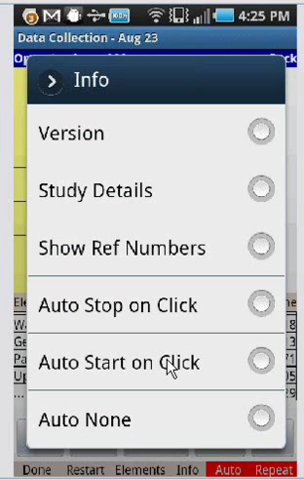 4:25 PM
Data Collection - Aug 23
Info
Version
Study Details
Show Ref Numbers
Auto Stop on Click
Auto Start on Click
Auto None
Done Restart Elements Info Auto Repeat